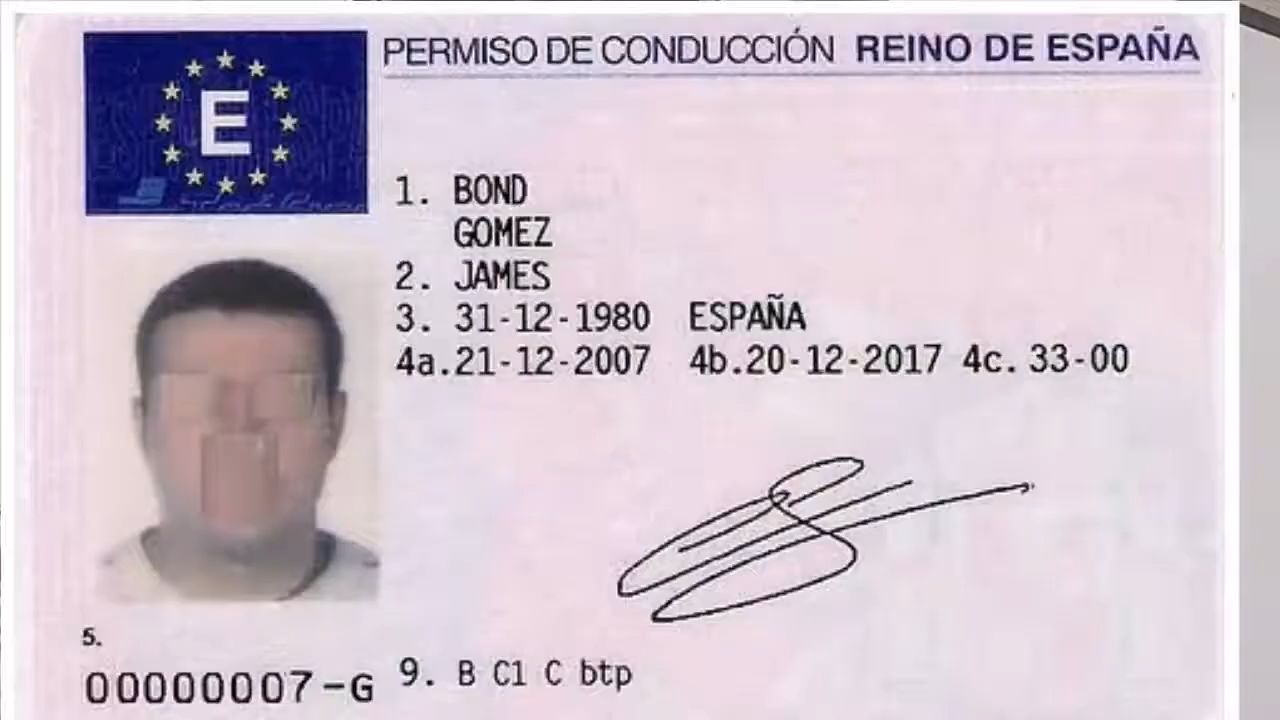 PERMISO DE CONDUCCIÓN REINO DE ESPAÑA
E
1. BOND
GOMEZ
2. JAMES
3. 31-12-1980 ESPAÑA
4a.21-12-2007 4b.20-12-2017 4c. 33-00
5.
00000007-G
9. B C1 C btp